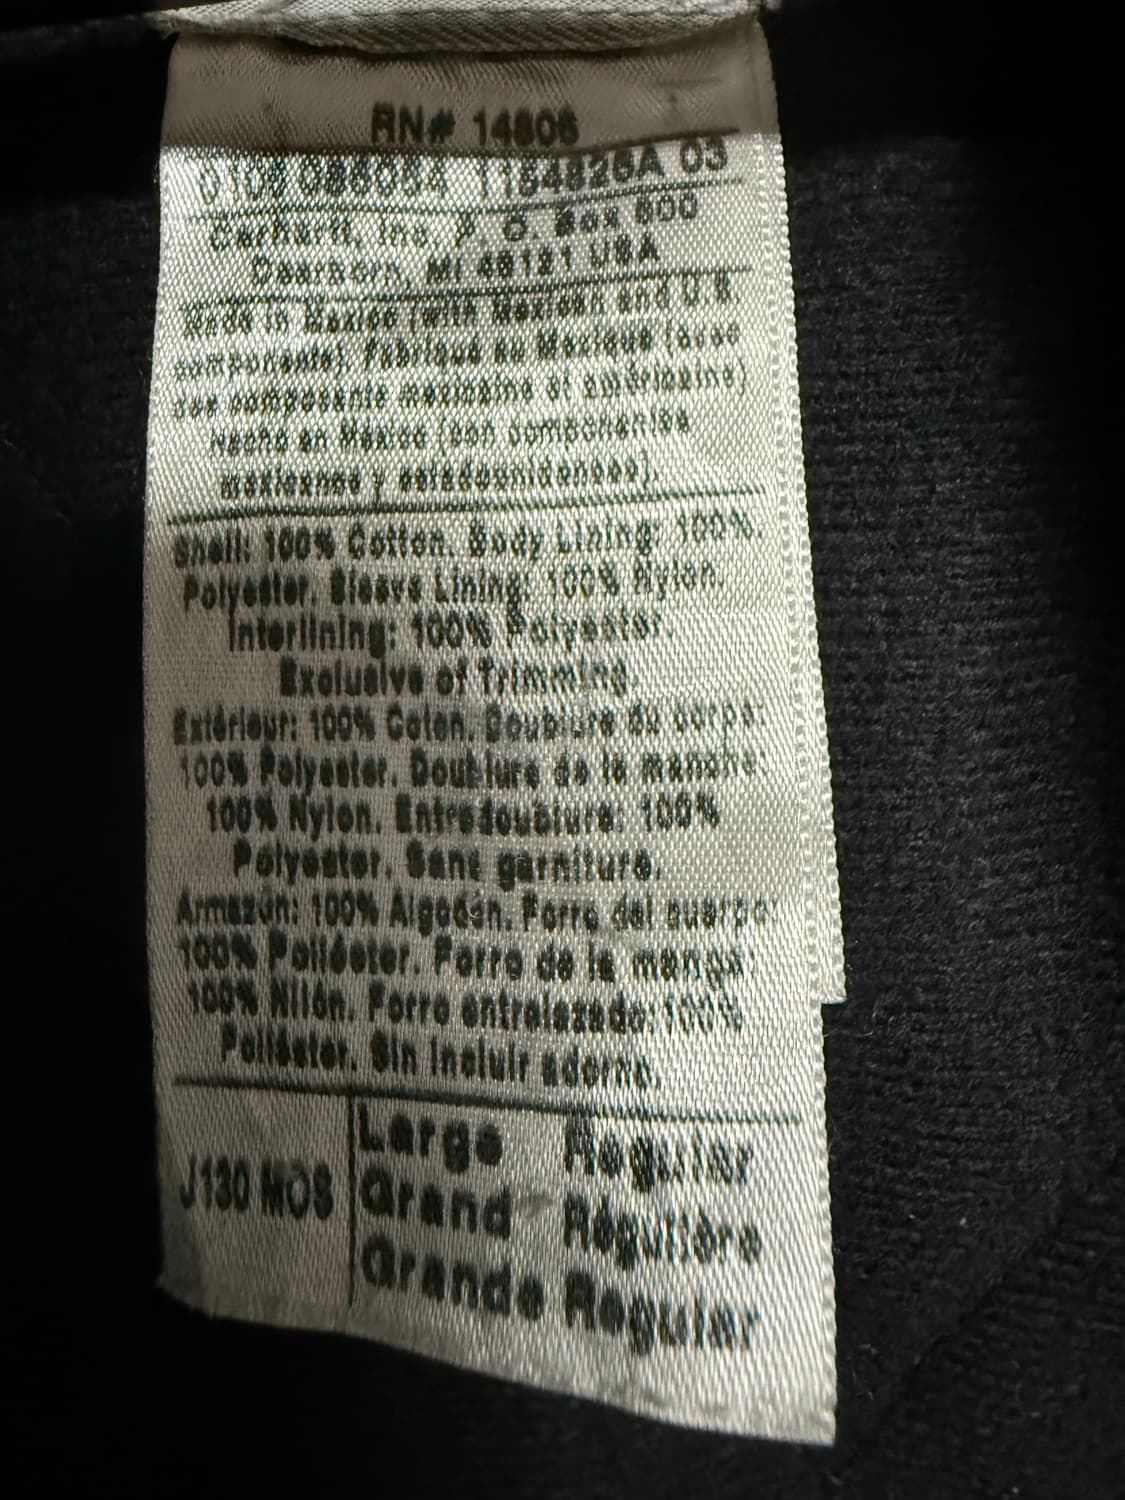 RN# 14806
0109 086054 1154826A 03
Carhartt, Inc. P. O. Box 600
Dearborn, MI 48121 USA
Made in Mexico (with Mexican and U.S.
components). Fabriqué au Mexique (avec
des composants mexicains et américains)
Hecho en México (con componentes
mexicanos y estadounidenses).
Shell: 100% Cotton. Body Lining: 100%
Polyester. Sleeve Lining: 100% Nylon.
Interlining: 100% Polyester.
Exclusive of Trimming.
Extérieur: 100% Coton. Doublure du corps:
100% Polyester. Doublure de la manche:
100% Nylon. Entredoublure: 100%
Polyester. Sans garniture.
Armazón: 100% Algodón. Forro del cuerpo:
100% Poliéster. Forro de la manga:
100% Nilón. Forro entrelazado: 100%
Poliéster. Sin incluir adorno.
J130 MOS
Large Regular
Grand Régulière
Grande Regular